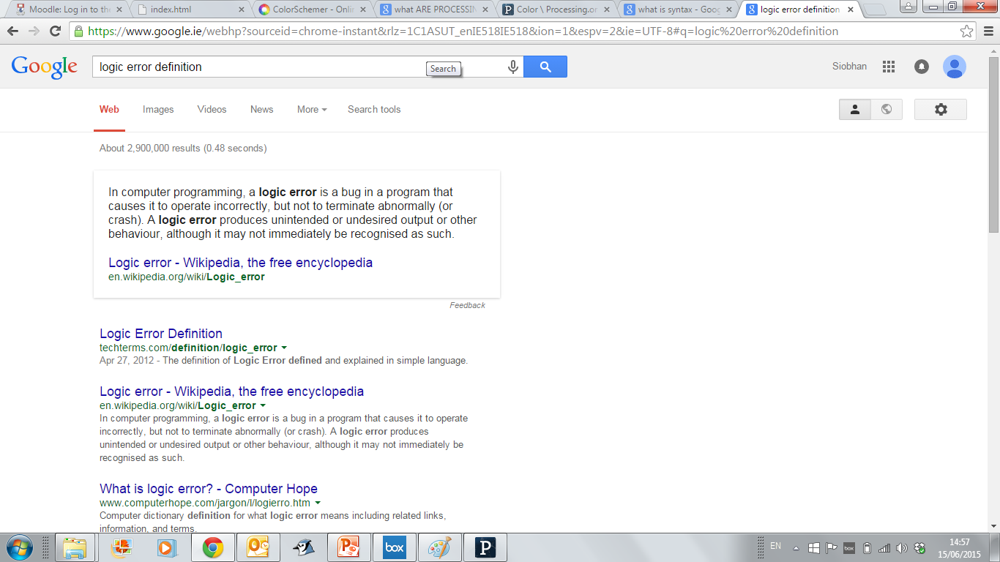 Moodle: Log in to the
index.html
ColorSchemer - Onlin
what ARE PROCESSIN
Color \ Processing.or
what is syntax - Goog
logic error definition
https://www.google.ie/webhp?sourceid=chrome-instant&rlz=1C1ASUT_enIE518IE518&ion=1&espv=2&ie=UTF-8#q=logic%20error%20definition
Google
logic error definition
Search
Siobhan
Web
Images
Videos
News
More
Search tools
About 2,900,000 results (0.48 seconds)
In computer programming, a logic error is a bug in a program that
causes it to operate incorrectly, but not to terminate abnormally (or
crash). A logic error produces unintended or undesired output or other
behaviour, although it may not immediately be recognised as such.
Logic error - Wikipedia, the free encyclopedia
en.wikipedia.org/wiki/Logic_error
Feedback
Logic Error Definition
techterms.com/definition/logic_error
Apr 27, 2012 - The definition of Logic Error defined and explained in simple language.
Logic error - Wikipedia, the free encyclopedia
en.wikipedia.org/wiki/Logic_error
In computer programming, a logic error is a bug in a program that causes it to operate
incorrectly, but not to terminate abnormally (or crash). A logic error produces
unintended or undesired output or other behaviour, although it may not immediately be
recognised as such.
What is logic error? - Computer Hope
www.computerhope.com/jargon/l/logierro.htm
Computer dictionary definition for what logic error means including related links,
information, and terms.
box
P
EN
box
14:57
15/06/2015